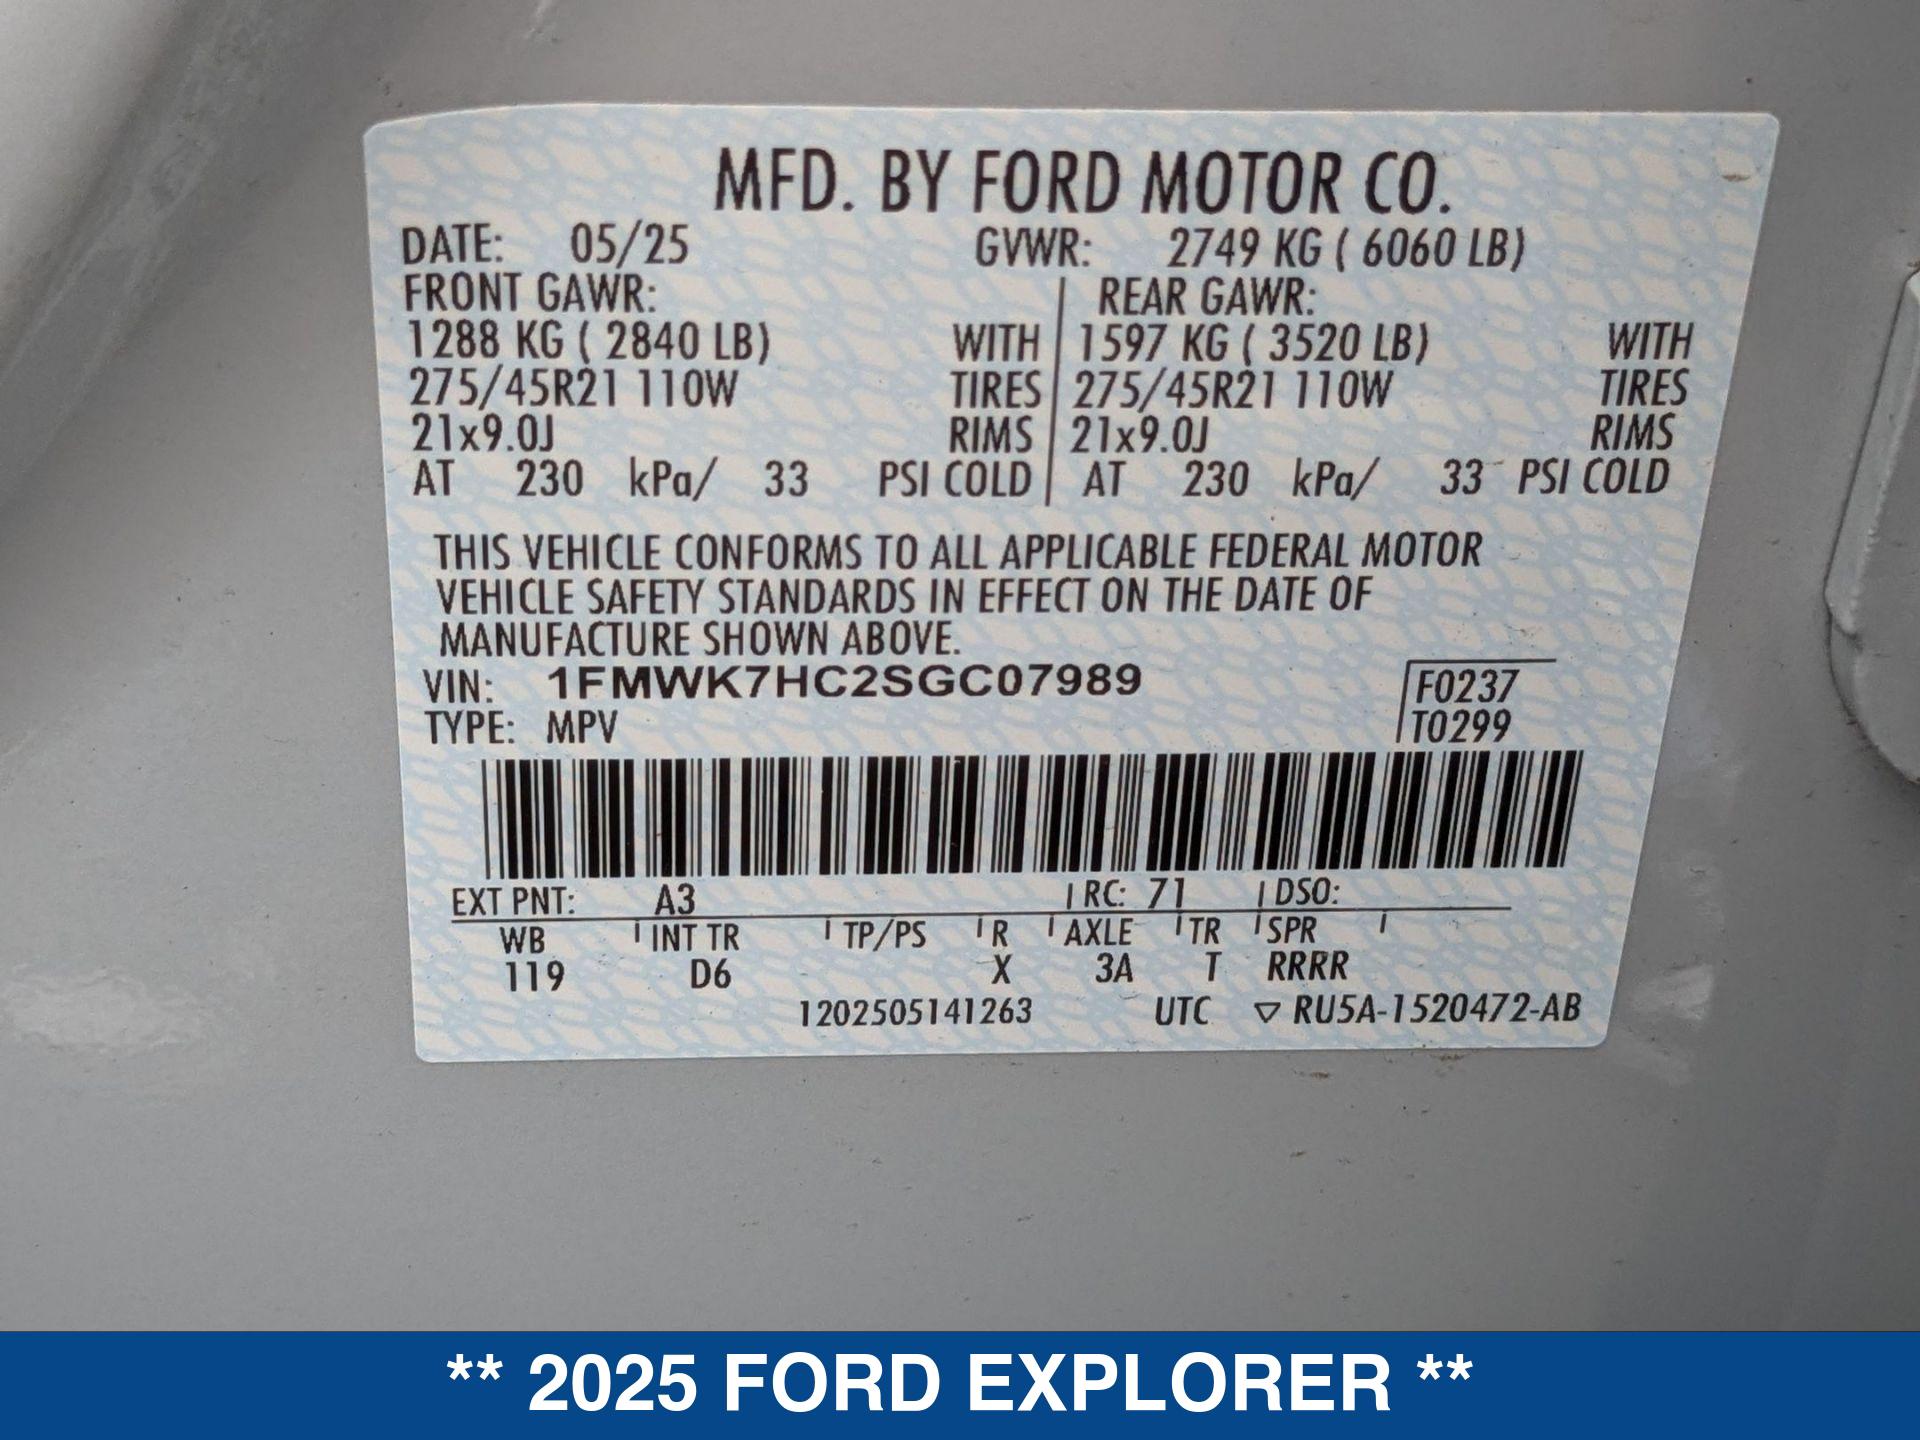 MFD. BY FORD MOTOR CO.
DATE: 05/25 GVWR: 2749 KG ( 6060 LB)
FRONT GAWR: REAR GAWR:
1288 KG ( 2840 LB) WITH 1597 KG ( 3520 LB) WITH
275/45R21 110W TIRES 275/45R21 110W TIRES
21x9.0J RIMS 21x9.0J RIMS
AT 230 kPa/ 33 PSI COLD AT 230 kPa/ 33 PSI COLD
THIS VEHICLE CONFORMS TO ALL APPLICABLE FEDERAL MOTOR
VEHICLE SAFETY STANDARDS IN EFFECT ON THE DATE OF
MANUFACTURE SHOWN ABOVE.
VIN: 1FMWK7HC2SGC07989 F0237
TYPE: MPV T0299
EXT PNT: A3 RC: 71 DSO:
WB INT TR TP/PS R AXLE TR SPR
119 D6 X 3A T RRRR
1202505141263 UTC ▽ RU5A-1520472-AB
** 2025 FORD EXPLORER **